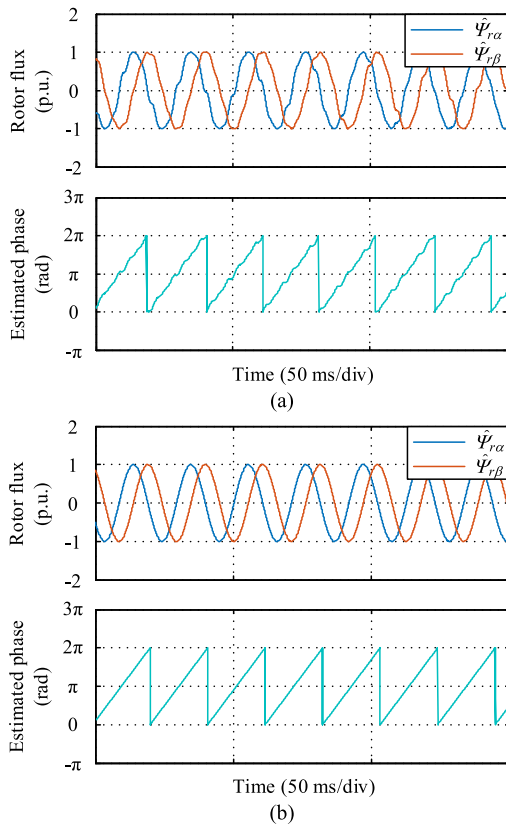 2
1
0
-1
-2
Rotor flux
(p.u.)
Ψ̂rα
Ψ̂rβ
3π
2π
π
0
-π
Estimated phase
(rad)
Time (50 ms/div)
(a)
2
1
0
-1
-2
Rotor flux
(p.u.)
Ψ̂rα
Ψ̂rβ
3π
2π
π
0
-π
Estimated phase
(rad)
Time (50 ms/div)
(b)